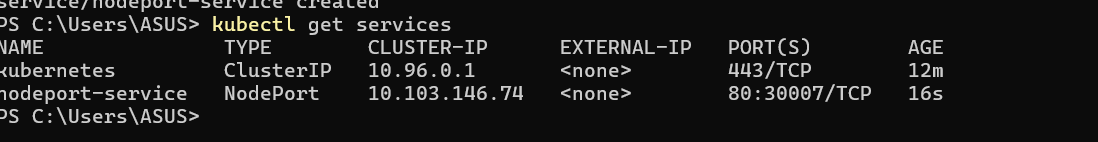 service/nodeport-service created
PS C:\Users\ASUS> kubectl get services
NAME TYPE CLUSTER-IP EXTERNAL-IP PORT(S) AGE
kubernetes ClusterIP 10.96.0.1 <none> 443/TCP 12m
nodeport-service NodePort 10.103.146.74 <none> 80:30007/TCP 16s
PS C:\Users\ASUS>